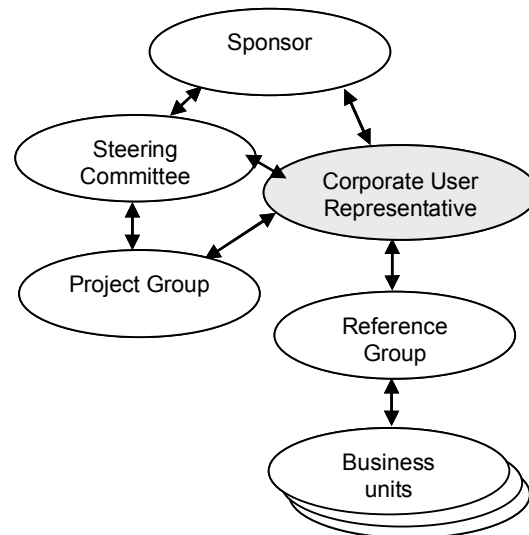 Sponsor
Steering
Committee
Corporate User
Representative
Project Group
Reference
Group
Business
units